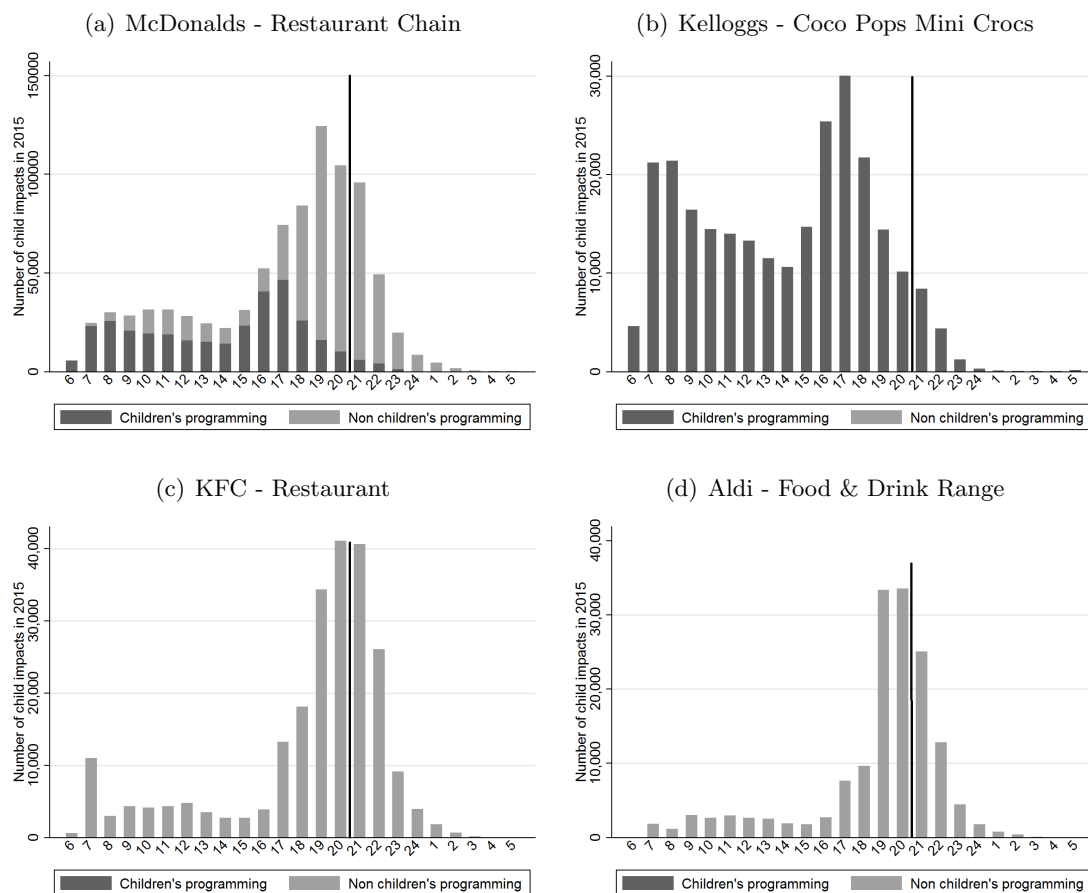 (a) McDonalds - Restaurant Chain
Number of child impacts in 2015
150000
100000
50,000
0
6 7 8 9 10 11 12 13 14 15 16 17 18 19 20 21 22 23 24 1 2 3 4 5
Children's programming Non children's programming
(b) Kelloggs - Coco Pops Mini Crocs
Number of child impacts in 2015
30,000
20,000
10,000
0
6 7 8 9 10 11 12 13 14 15 16 17 18 19 20 21 22 23 24 1 2 3 4 5
Children's programming Non children's programming
(c) KFC - Restaurant
Number of child impacts in 2015
40,000
30,000
20,000
10,000
0
6 7 8 9 10 11 12 13 14 15 16 17 18 19 20 21 22 23 24 1 2 3 4 5
Children's programming Non children's programming
(d) Aldi - Food & Drink Range
Number of child impacts in 2015
40,000
30,000
20,000
10,000
0
6 7 8 9 10 11 12 13 14 15 16 17 18 19 20 21 22 23 24 1 2 3 4 5
Children's programming Non children's programming